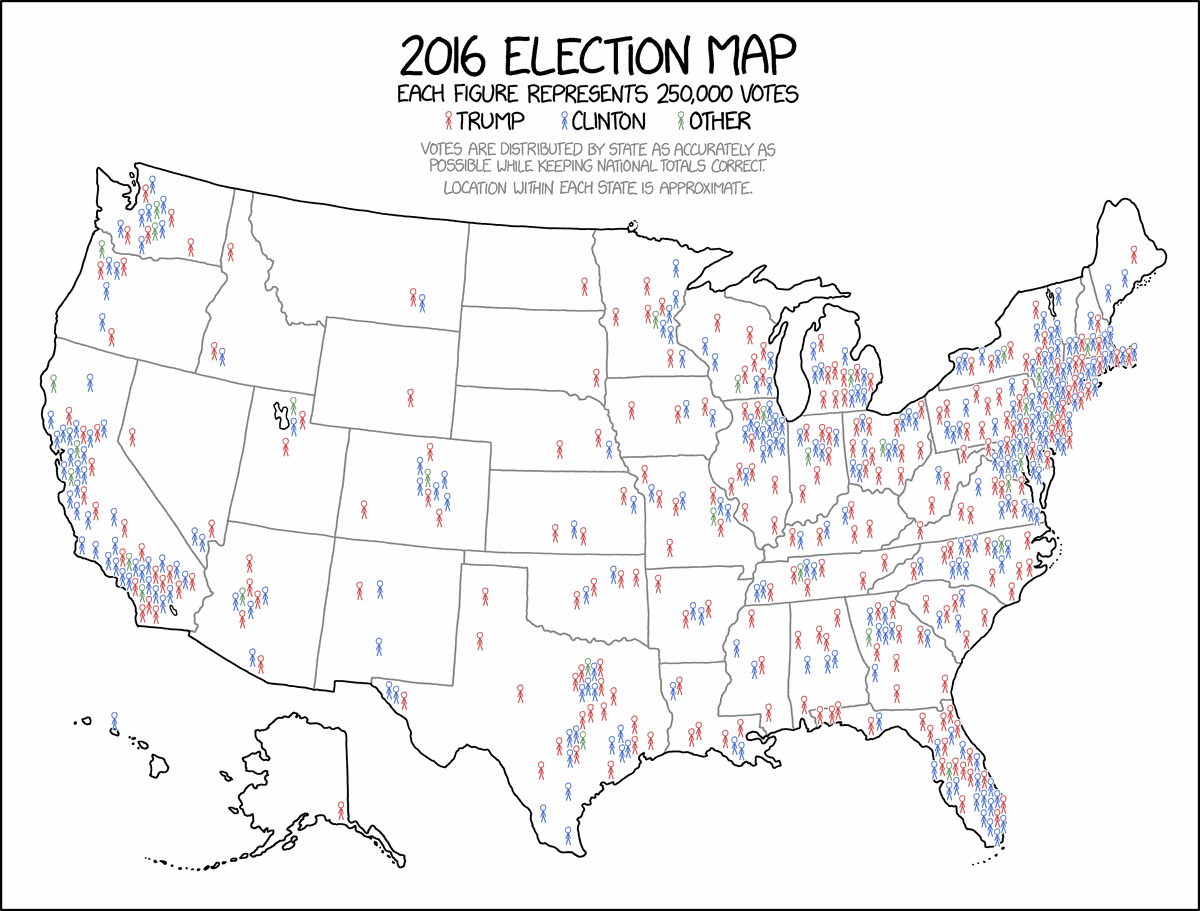 2016 ELECTION MAP
EACH FIGURE REPRESENTS 250,000 VOTES
TRUMP CLINTON OTHER
VOTES ARE DISTRIBUTED BY STATE AS ACCURATELY AS
POSSIBLE WHILE KEEPING NATIONAL TOTALS CORRECT.
LOCATION WITHIN EACH STATE IS APPROXIMATE.